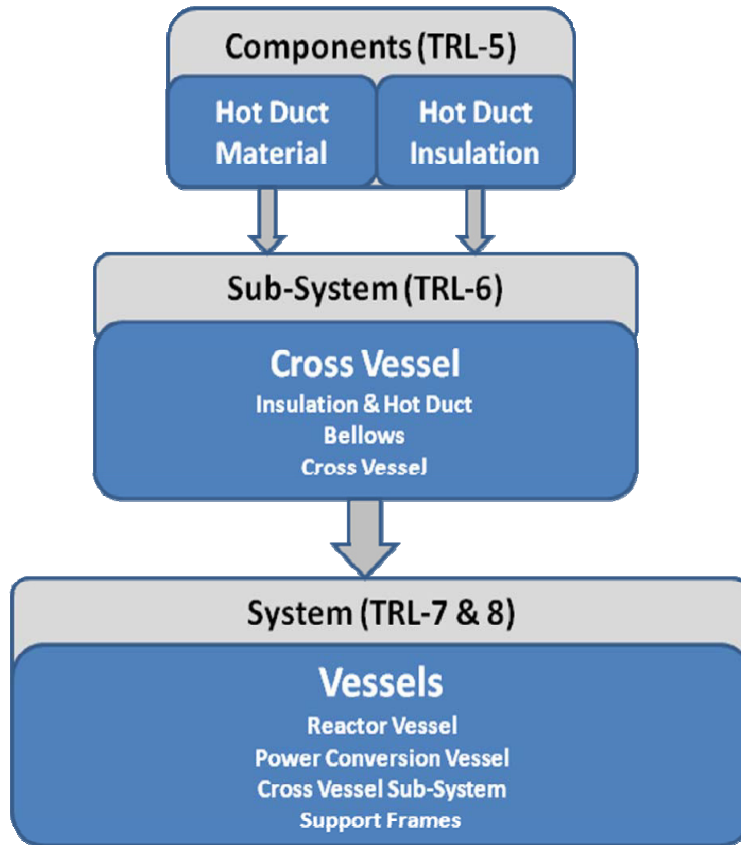 Components (TRL-5)
Hot Duct
Material
Hot Duct
Insulation
Sub-System (TRL-6)
Cross Vessel
Insulation & Hot Duct
Bellows
Cross Vessel
System (TRL-7 & 8)
Vessels
Reactor Vessel
Power Conversion Vessel
Cross Vessel Sub-System
Support Frames